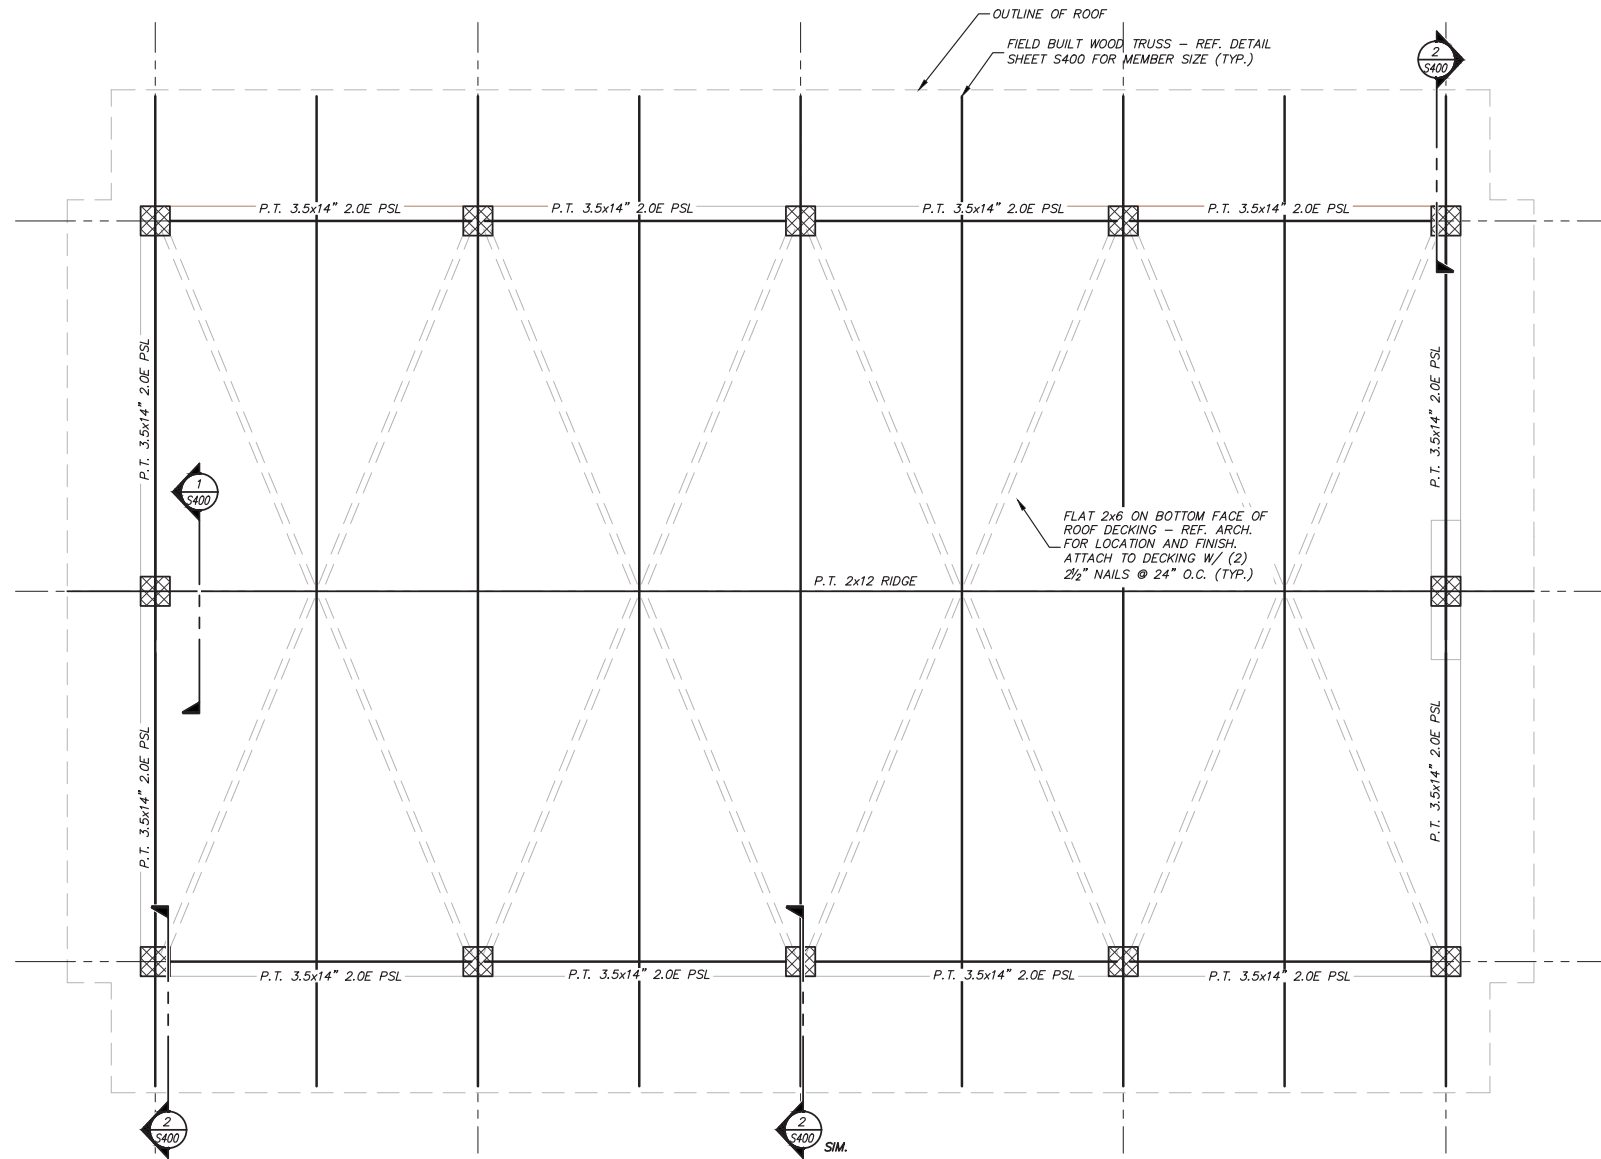 OUTLINE OF ROOF
FIELD BUILT WOOD TRUSS – REF. DETAIL
SHEET S400 FOR MEMBER SIZE (TYP.)
2
S400
P.T. 3.5x14" 2.0E PSL
P.T. 3.5x14" 2.0E PSL
P.T. 3.5x14" 2.0E PSL
P.T. 3.5x14" 2.0E PSL
P.T. 3.5x14" 2.0E PSL
P.T. 3.5x14" 2.0E PSL
1
S400
FLAT 2x6 ON BOTTOM FACE OF
ROOF DECKING – REF. ARCH.
FOR LOCATION AND FINISH.
ATTACH TO DECKING W/ (2)
2½" NAILS @ 24" O.C. (TYP.)
P.T. 2x12 RIDGE
P.T. 3.5x14" 2.0E PSL
P.T. 3.5x14" 2.0E PSL
P.T. 3.5x14" 2.0E PSL
P.T. 3.5x14" 2.0E PSL
P.T. 3.5x14" 2.0E PSL
P.T. 3.5x14" 2.0E PSL
2
S400
2
S400
SIM.